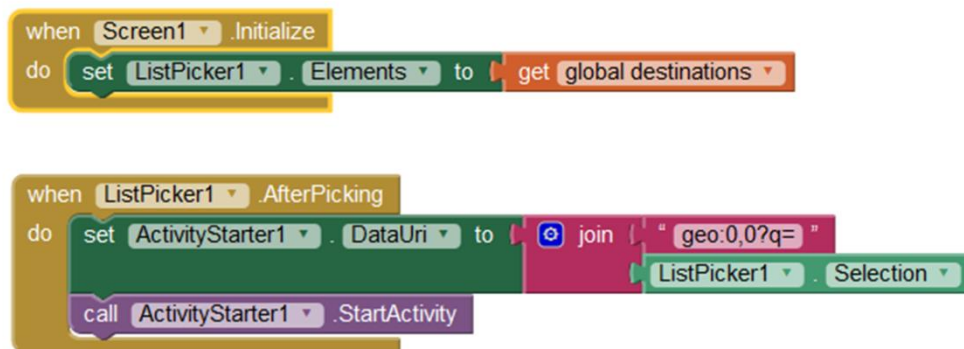 when Screen1 .Initialize
do set ListPicker1 . Elements to get global destinations
when ListPicker1 .AfterPicking
do set ActivityStarter1 . DataUri to join “ geo:0,0?q= ”
ListPicker1 . Selection
call ActivityStarter1 .StartActivity